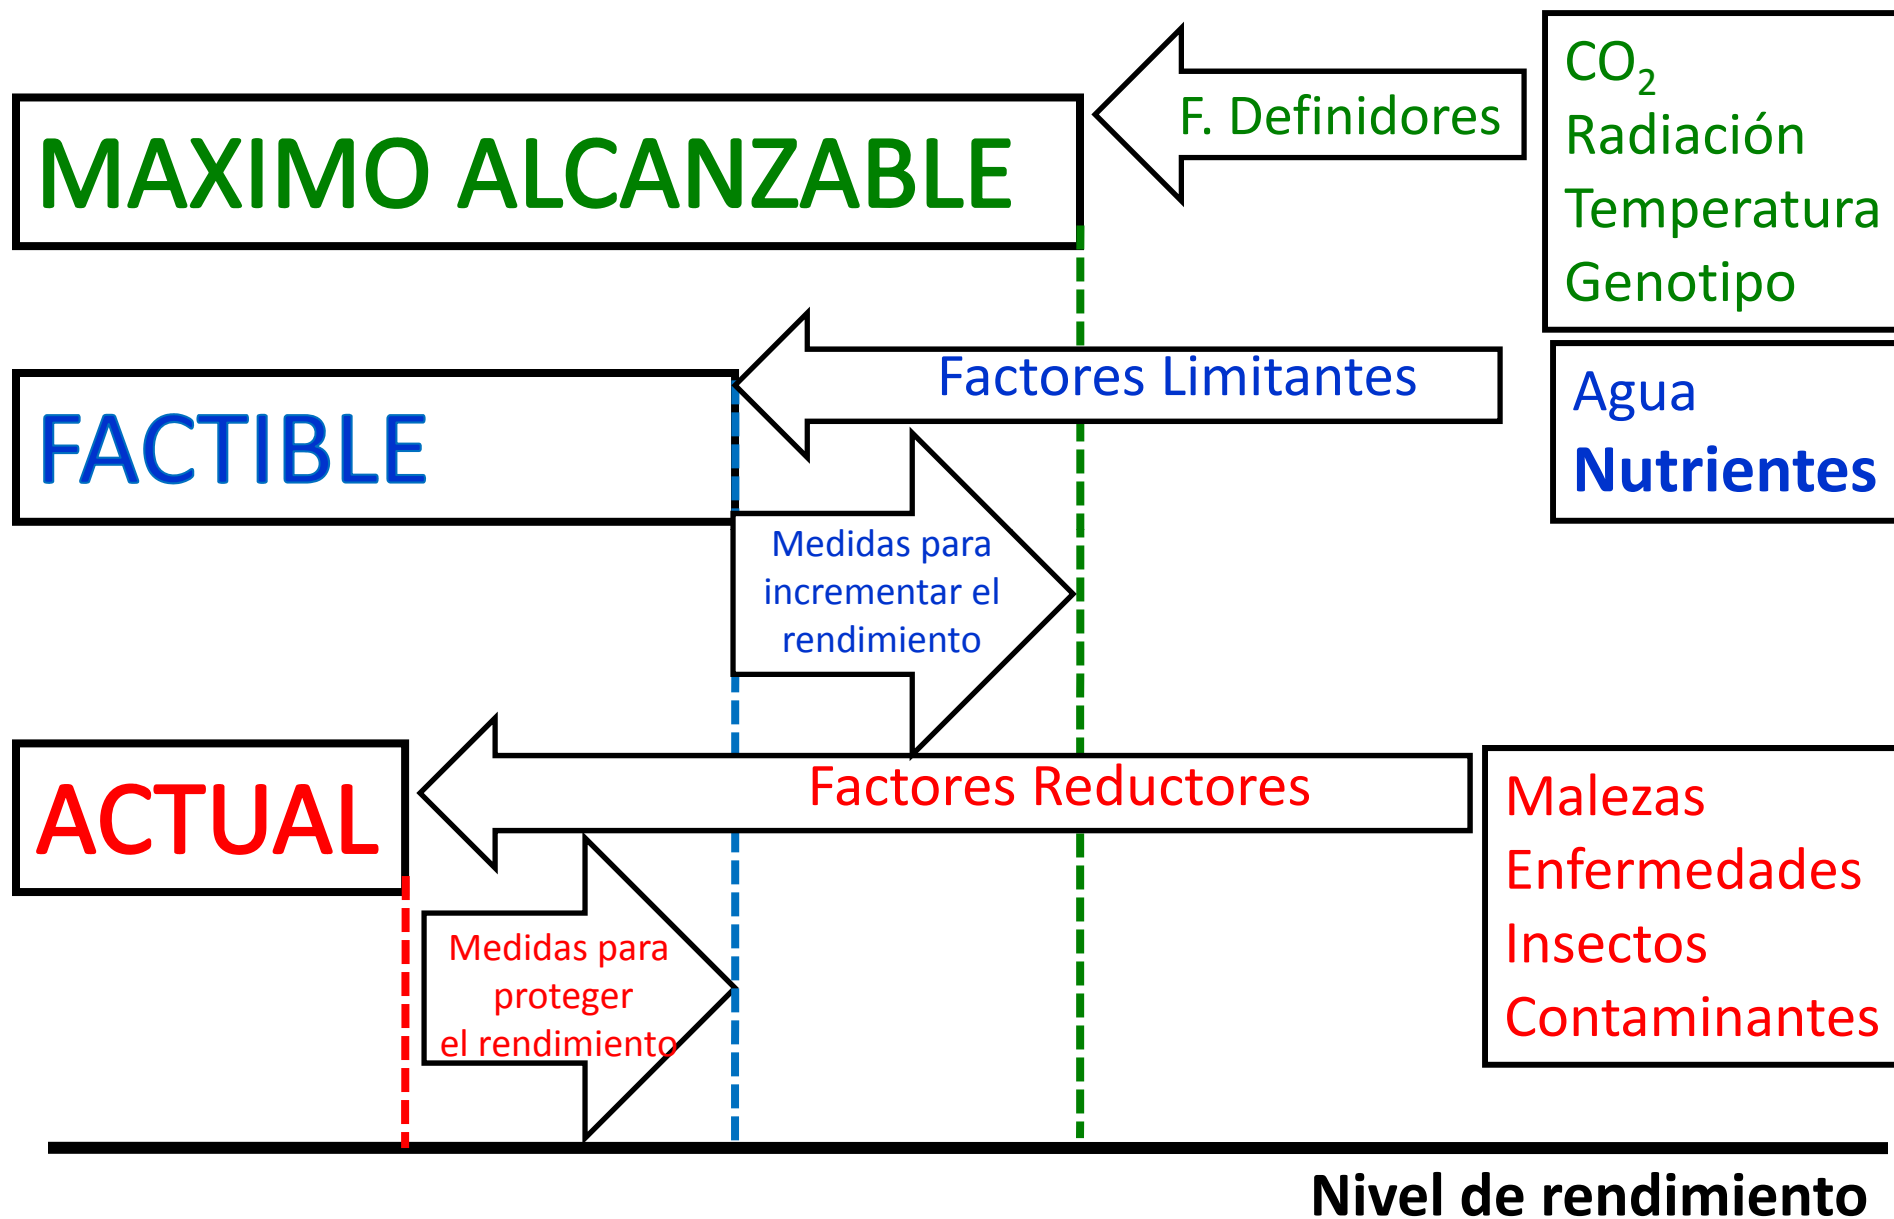 MAXIMO ALCANZABLE
F. Definidores
CO₂
Radiación
Temperatura
Genotipo
FACTIBLE
Factores Limitantes
Agua
Nutrientes
Medidas para
incrementar el
rendimiento
ACTUAL
Factores Reductores
Malezas
Enfermedades
Insectos
Contaminantes
Medidas para
proteger
el rendimiento
Nivel de rendimiento